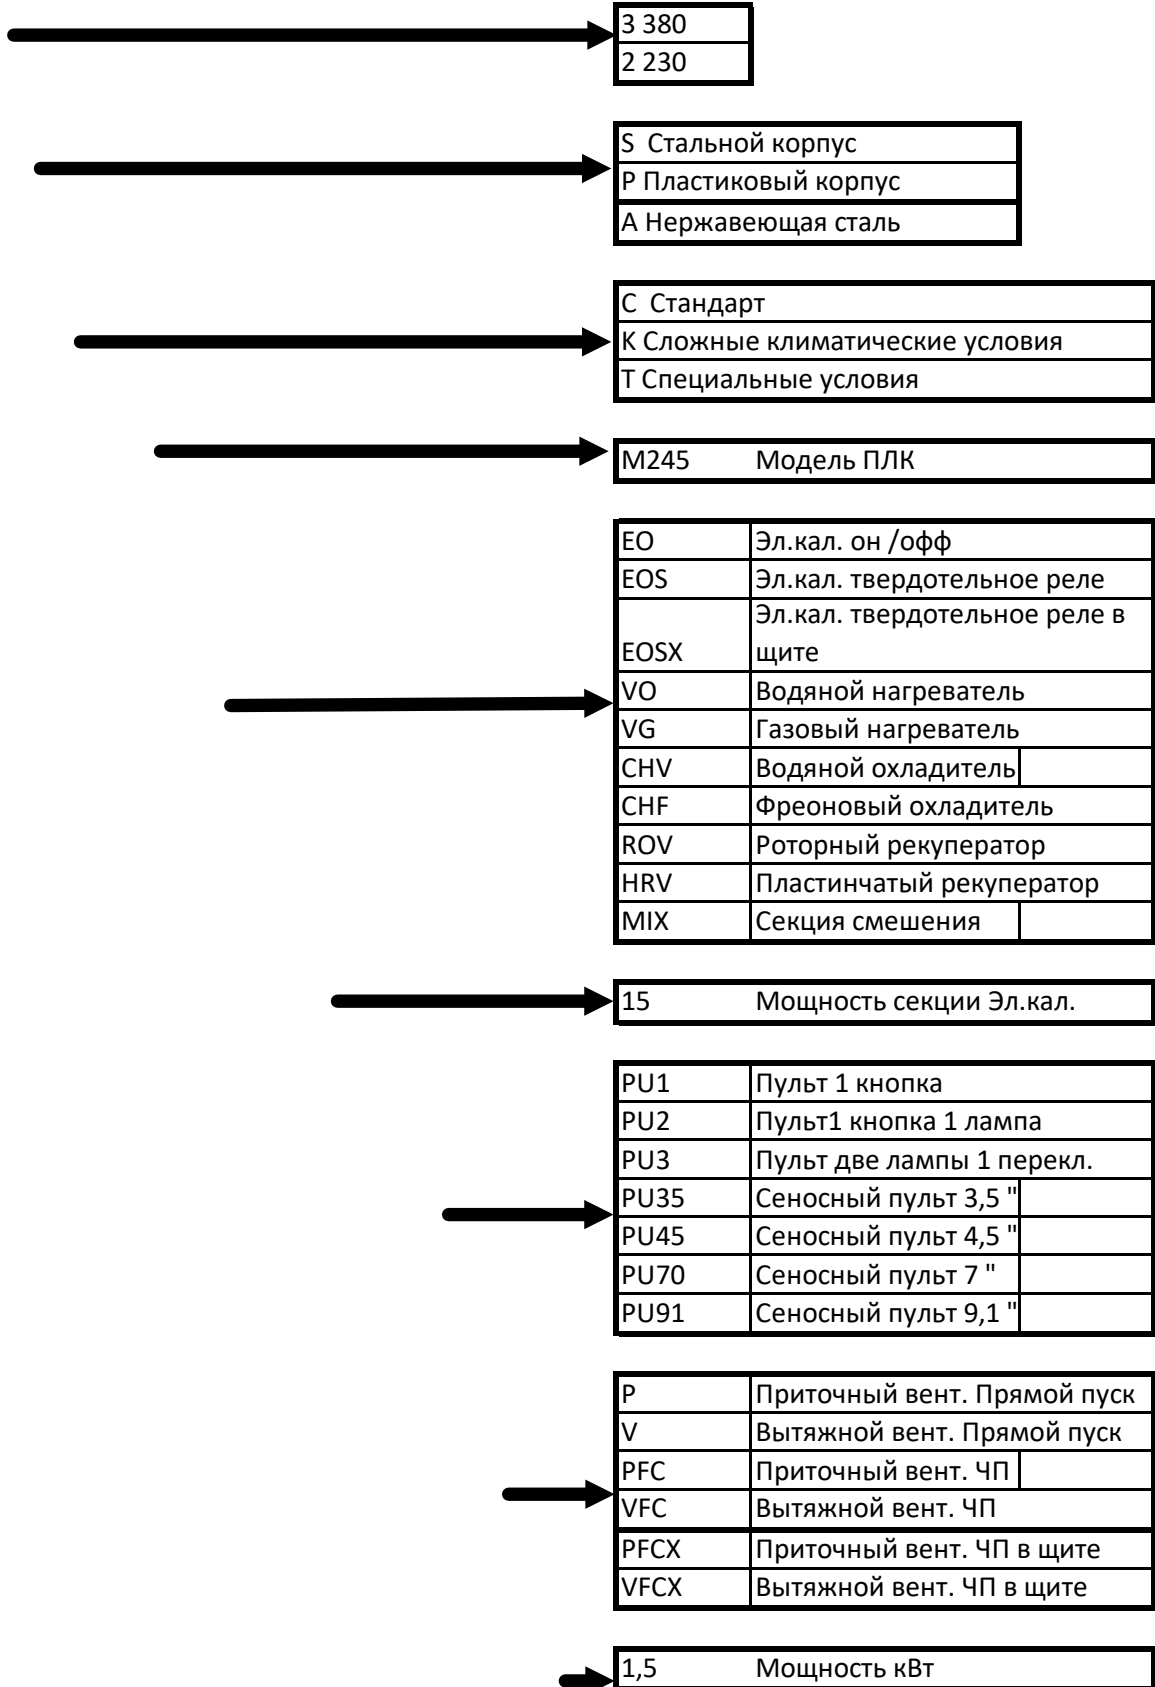 3 380
2 230
S Стальной корпус
P Пластиковый корпус
A Нержавеющая сталь
C Стандарт
K Сложные климатические условия
T Специальные условия
M245 Модель ПЛК
EO Эл.кал. он /офф
EOS Эл.кал. твердотельное реле
Эл.кал. твердотельное реле в
EOSX щите
VO Водяной нагреватель
VG Газовый нагреватель
CHV Водяной охладитель
CHF Фреоновый охладитель
ROV Роторный рекуператор
HRV Пластинчатый рекуператор
MIX Секция смешения
15 Мощность секции Эл.кал.
PU1 Пульт 1 кнопка
PU2 Пульт1 кнопка 1 лампа
PU3 Пульт две лампы 1 перекл.
PU35 Сеносный пульт 3,5 "
PU45 Сеносный пульт 4,5 "
PU70 Сеносный пульт 7 "
PU91 Сеносный пульт 9,1 "
P Приточный вент. Прямой пуск
V Вытяжной вент. Прямой пуск
PFC Приточный вент. ЧП
VFC Вытяжной вент. ЧП
PFCX Приточный вент. ЧП в щите
VFCX Вытяжной вент. ЧП в щите
1,5 Мощность кВт